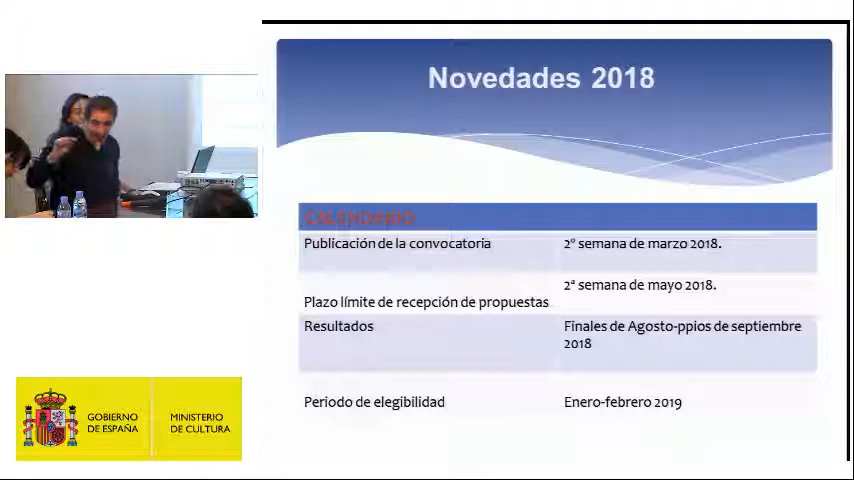 Novedades 2018
CALENDARIO
Publicación de la convocatoria
2º semana de marzo 2018.
2ª semana de mayo 2018.
Plazo límite de recepción de propuestas
Resultados
Finales de Agosto-ppios de septiembre
2018
Periodo de elegibilidad
Enero-febrero 2019
GOBIERNO
DE ESPAÑA
MINISTERIO
DE CULTURA